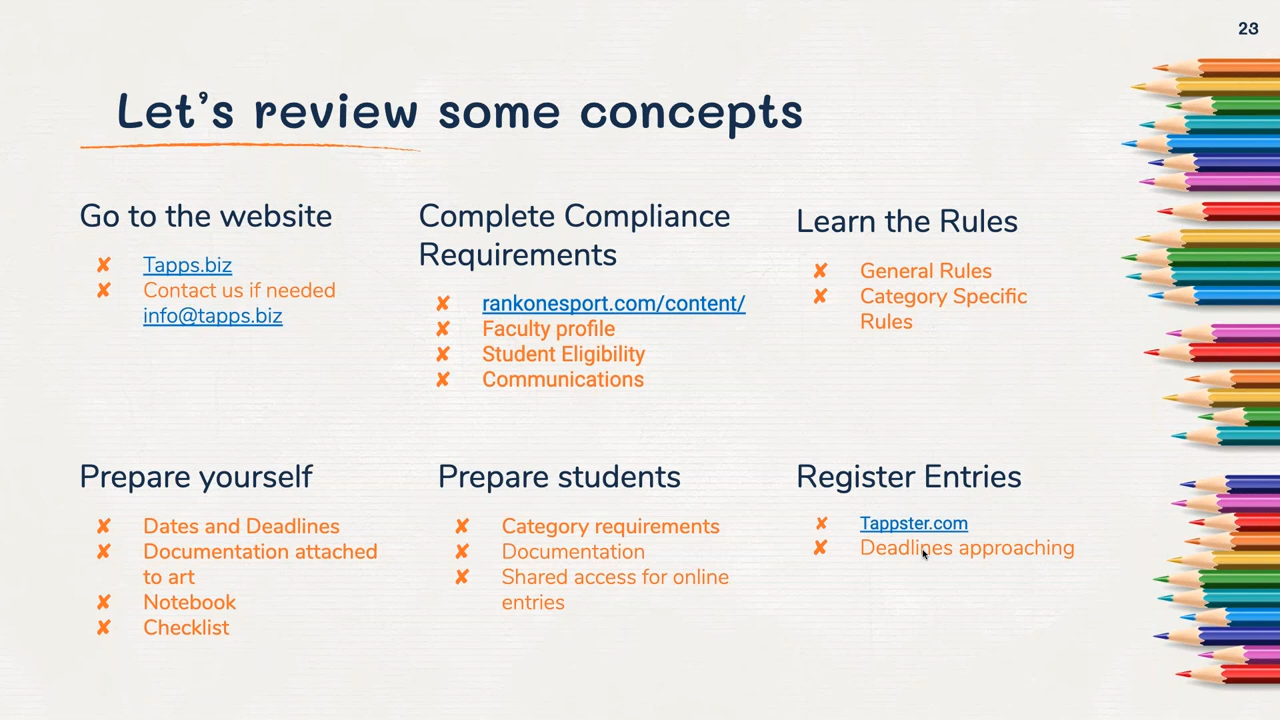 23
Let's review some concepts
Go to the website
✘ Tapps.biz
✘ Contact us if needed
info@tapps.biz
Complete Compliance
Requirements
✘ rankonesport.com/content/
✘ Faculty profile
✘ Student Eligibility
✘ Communications
Learn the Rules
✘ General Rules
✘ Category Specific
Rules
Prepare yourself
✘ Dates and Deadlines
✘ Documentation attached
to art
✘ Notebook
✘ Checklist
Prepare students
✘ Category requirements
✘ Documentation
✘ Shared access for online
entries
Register Entries
✘ Tappster.com
✘ Deadlines approaching